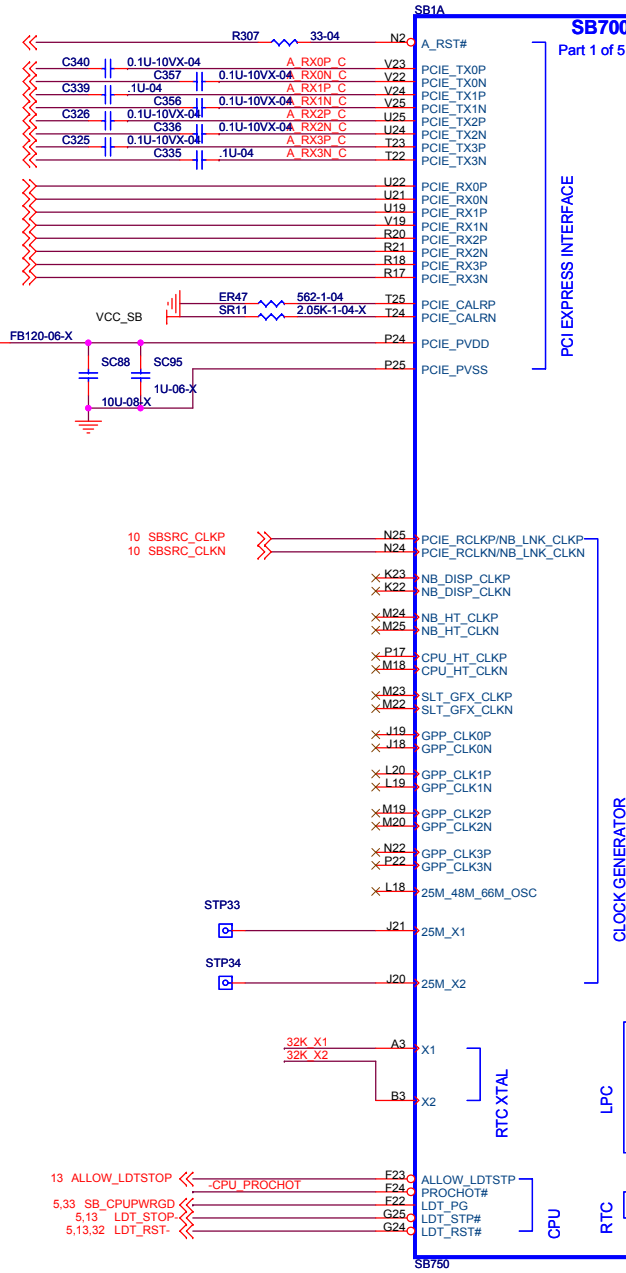 SB1A
SB700
Part 1 of 5
R307 33-04 N2 A_RST#
C340 0.1U-10VX-04 A_RX0P_C V23 PCIE_TX0P
C357 0.1U-10VX-04 A_RX0N_C V22 PCIE_TX0N
C339 .1U-04 A_RX1P_C V24 PCIE_TX1P
C356 0.1U-10VX-04 A_RX1N_C V25 PCIE_TX1N
C326 0.1U-10VX-04 A_RX2P_C U25 PCIE_TX2P
C336 0.1U-10VX-04 A_RX2N_C U24 PCIE_TX2N
C325 0.1U-10VX-04 A_RX3P_C T23 PCIE_TX3P
C335 .1U-04 A_RX3N_C T22 PCIE_TX3N
U22 PCIE_RX0P
U21 PCIE_RX0N
U19 PCIE_RX1P
V19 PCIE_RX1N
R20 PCIE_RX2P
R21 PCIE_RX2N
R18 PCIE_RX3P
R17 PCIE_RX3N
PCI EXPRESS INTERFACE
ER47 562-1-04 T25 PCIE_CALRP
SR11 2.05K-1-04-X T24 PCIE_CALRN
VCC_SB
FB120-06-X P24 PCIE_PVDD
SC88 SC95 P25 PCIE_PVSS
1U-06-X
10U-08-X
10 SBSRC_CLKP N25 PCIE_RCLKP/NB_LNK_CLKP
10 SBSRC_CLKN N24 PCIE_RCLKN/NB_LNK_CLKN
K23 NB_DISP_CLKP
K22 NB_DISP_CLKN
M24 NB_HT_CLKP
M25 NB_HT_CLKN
P17 CPU_HT_CLKP
M18 CPU_HT_CLKN
M23 SLT_GFX_CLKP
M22 SLT_GFX_CLKN
J19 GPP_CLK0P
J18 GPP_CLK0N
L20 GPP_CLK1P
L19 GPP_CLK1N
M19 GPP_CLK2P
M20 GPP_CLK2N
N22 GPP_CLK3P
P22 GPP_CLK3N
L18 25M_48M_66M_OSC
CLOCK GENERATOR
STP33 J21 25M_X1
STP34 J20 25M_X2
32K_X1 A3 X1
32K_X2 B3 X2
RTC XTAL
LPC
13 ALLOW_LDTSTOP F23 ALLOW_LDTSTP
-CPU_PROCHOT F24 PROCHOT#
5,33 SB_CPUPWRGD F22 LDT_PG
5,13 LDT_STOP- G25 LDT_STP#
5,13,32 LDT_RST- G24 LDT_RST#
CPU
RTC
SB750